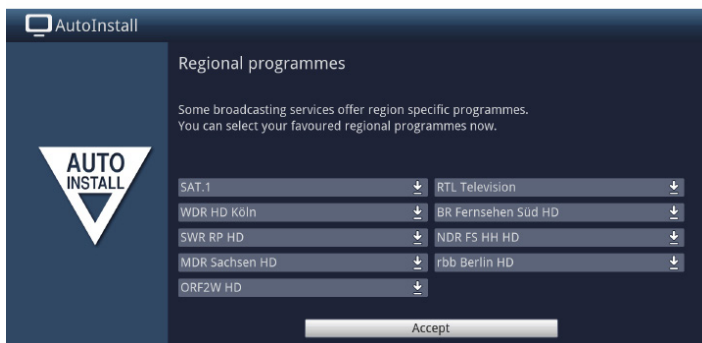 AutoInstall
Regional programmes
Some broadcasting services offer region specific programmes.
You can select your favoured regional programmes now.
AUTO
INSTALL
SAT.1
RTL Television
WDR HD Köln
BR Fernsehen Süd HD
SWR RP HD
NDR FS HH HD
MDR Sachsen HD
rbb Berlin HD
ORF2W HD
Accept